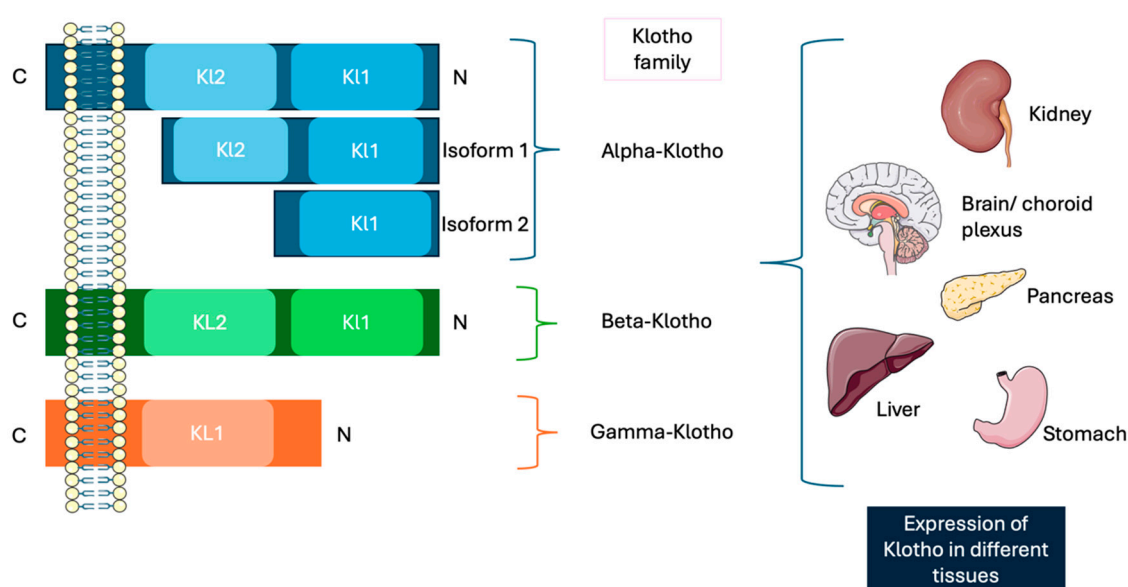 Klotho
family
C
Kl2
Kl1
N
Kl2
Kl1
Isoform 1
Alpha-Klotho
Kl1
Isoform 2
C
KL2
Kl1
N
Beta-Klotho
C
KL1
N
Gamma-Klotho
Kidney
Brain/ choroid
plexus
Pancreas
Liver
Stomach
Expression of
Klotho in different
tissues